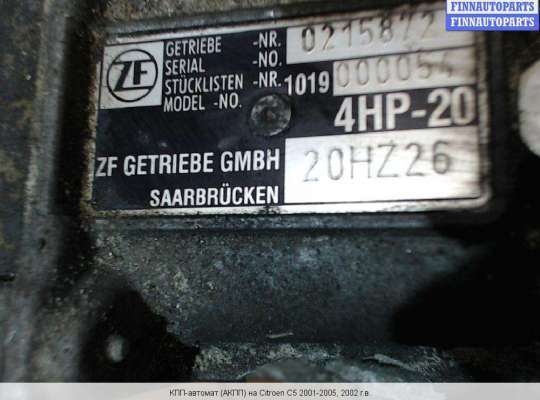 FINNAUTOPARTS
FINNAUTOPARTS
ZF
GETRIEBE -NR. 0215872
SERIAL -NO.
STÜCKLISTEN -NR. 1019 000054
MODEL -NO.
4HP-20
ZF GETRIEBE GMBH 20HZ26
SAARBRÜCKEN
КПП-автомат (АКПП) на Citroen C5 2001-2005, 2002 г.в.